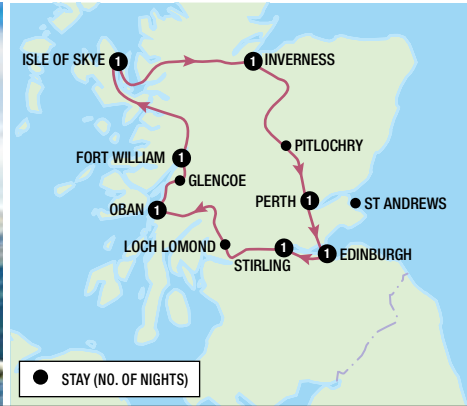 ISLE OF SKYE 1
1 INVERNESS
PITLOCHRY
FORT WILLIAM 1
GLENCOE
PERTH 1
ST ANDREWS
OBAN 1
LOCH LOMOND
STIRLING 1
1 EDINBURGH
STAY (NO. OF NIGHTS)